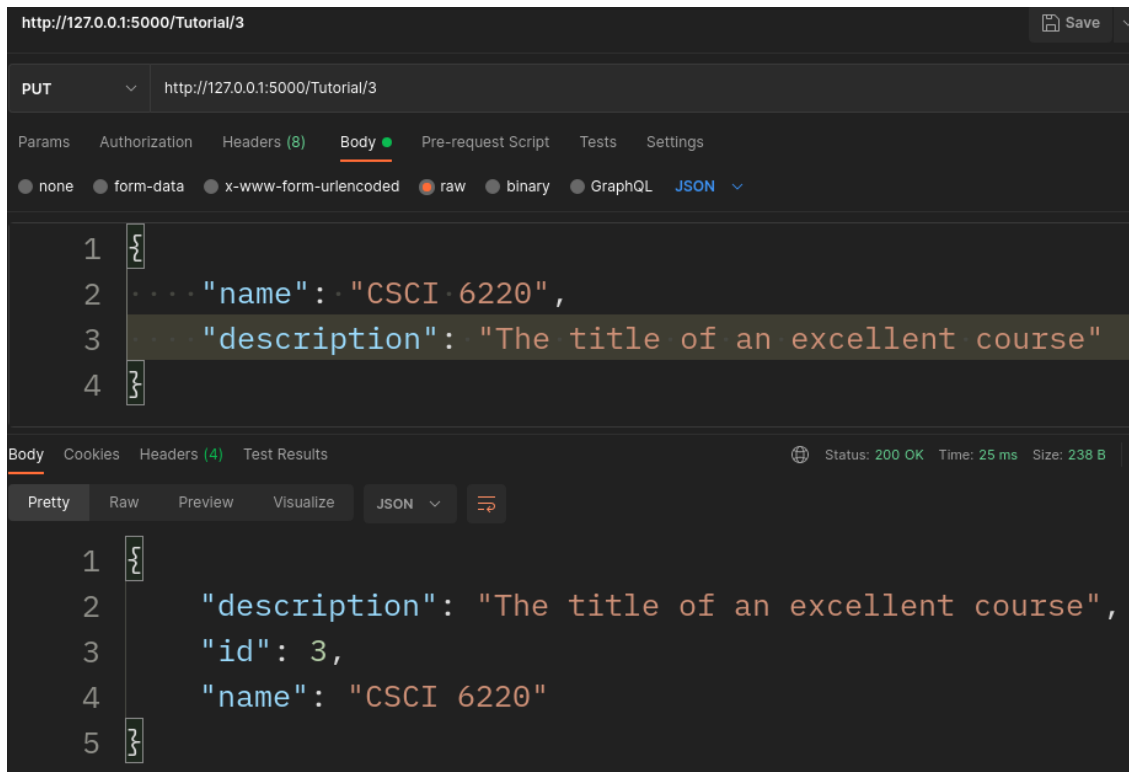 http://127.0.0.1:5000/Tutorial/3 Save
PUT http://127.0.0.1:5000/Tutorial/3
Params Authorization Headers (8) Body Pre-request Script Tests Settings
none form-data x-www-form-urlencoded raw binary GraphQL JSON
1 {
2 "name": "CSCI 6220",
3 "description": "The title of an excellent course"
4 }
Body Cookies Headers (4) Test Results Status: 200 OK Time: 25 ms Size: 238 B
Pretty Raw Preview Visualize JSON
1 {
2 "description": "The title of an excellent course",
3 "id": 3,
4 "name": "CSCI 6220"
5 }